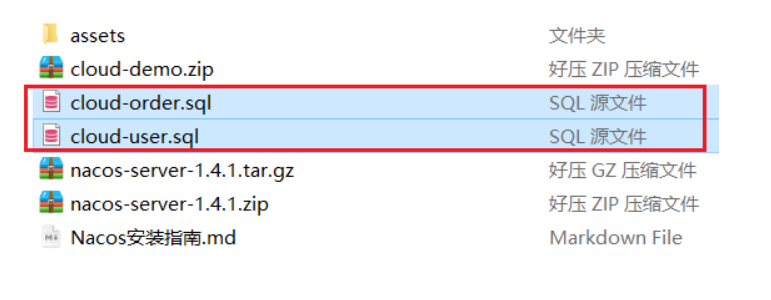 assets 文件夹
cloud-demo.zip 好压 ZIP 压缩文件
cloud-order.sql SQL 源文件
cloud-user.sql SQL 源文件
nacos-server-1.4.1.tar.gz 好压 GZ 压缩文件
nacos-server-1.4.1.zip 好压 ZIP 压缩文件
M↓ Nacos安装指南.md Markdown File